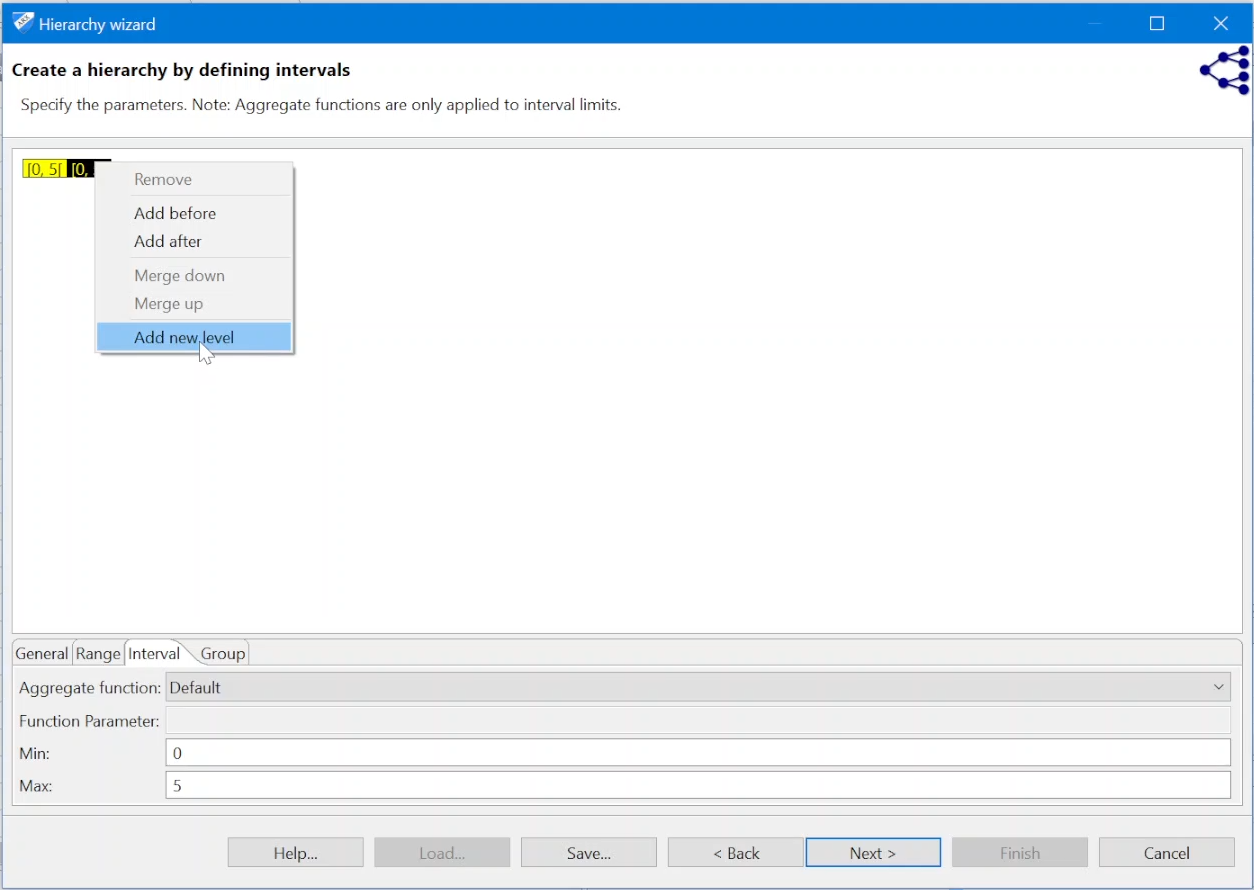 Hierarchy wizard
Create a hierarchy by defining intervals
Specify the parameters. Note: Aggregate functions are only applied to interval limits.
[0, 5[ [0,
Remove
Add before
Add after
Merge down
Merge up
Add new level
General Range Interval Group
Aggregate function: Default
Function Parameter:
Min: 0
Max: 5
Help... Load... Save... < Back Next > Finish Cancel